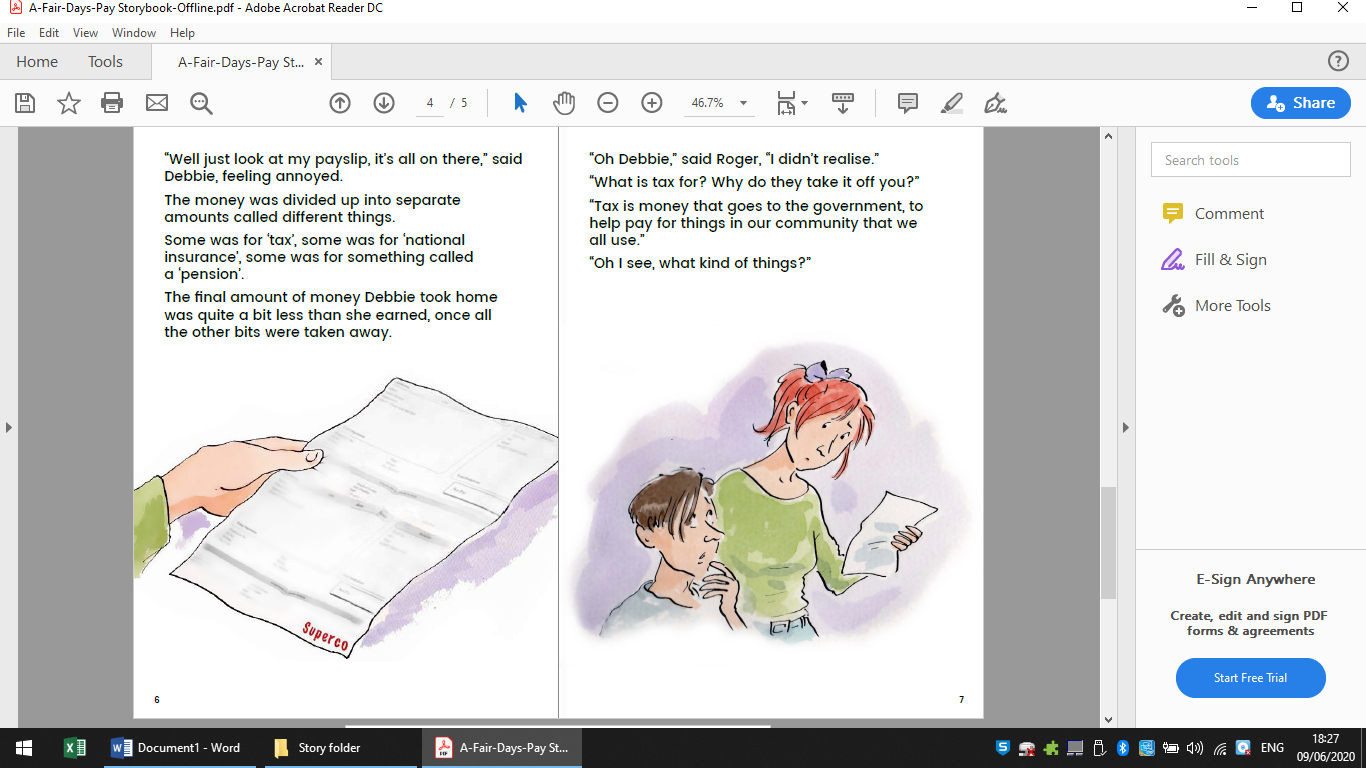 A-Fair-Days-Pay Storybook-Offline.pdf - Adobe Acrobat Reader DC
File Edit View Window Help
Home Tools A-Fair-Days-Pay St... ×
4 / 5 46.7% Share
“Well just look at my payslip, it’s all on there,” said
Debbie, feeling annoyed.
The money was divided up into separate
amounts called different things.
Some was for ‘tax’, some was for ‘national
insurance’, some was for something called
a ‘pension’.
The final amount of money Debbie took home
was quite a bit less than she earned, once all
the other bits were taken away.
Superco
6
“Oh Debbie,” said Roger, “I didn’t realise.”
“What is tax for? Why do they take it off you?”
“Tax is money that goes to the government, to
help pay for things in our community that we
all use.”
“Oh I see, what kind of things?”
7
Search tools
Comment
Fill & Sign
More Tools
E-Sign Anywhere
Create, edit and sign PDF
forms & agreements
Start Free Trial
Document1 - Word Story folder A-Fair-Days-Pay St... ENG 18:27
09/06/2020